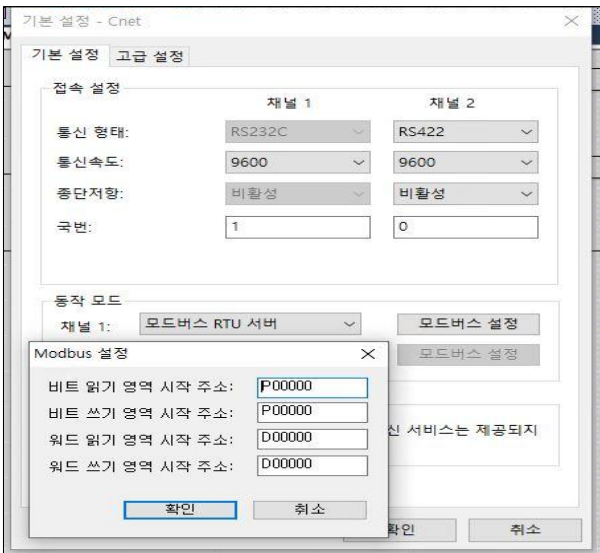 기본 설정 - Cnet
기본 설정 고급 설정
접속 설정
채널 1 채널 2
통신 형태: RS232C RS422
통신속도: 9600 9600
종단저항: 비활성 비활성
국번: 1 0
동작 모드
채널 1: 모드버스 RTU 서버 모드버스 설정
모드버스 설정
Modbus 설정
비트 읽기 영역 시작 주소: P00000
비트 쓰기 영역 시작 주소: P00000
워드 읽기 영역 시작 주소: D00000
워드 쓰기 영역 시작 주소: D00000
확인 취소
신 서비스는 제공되지
확인 취소